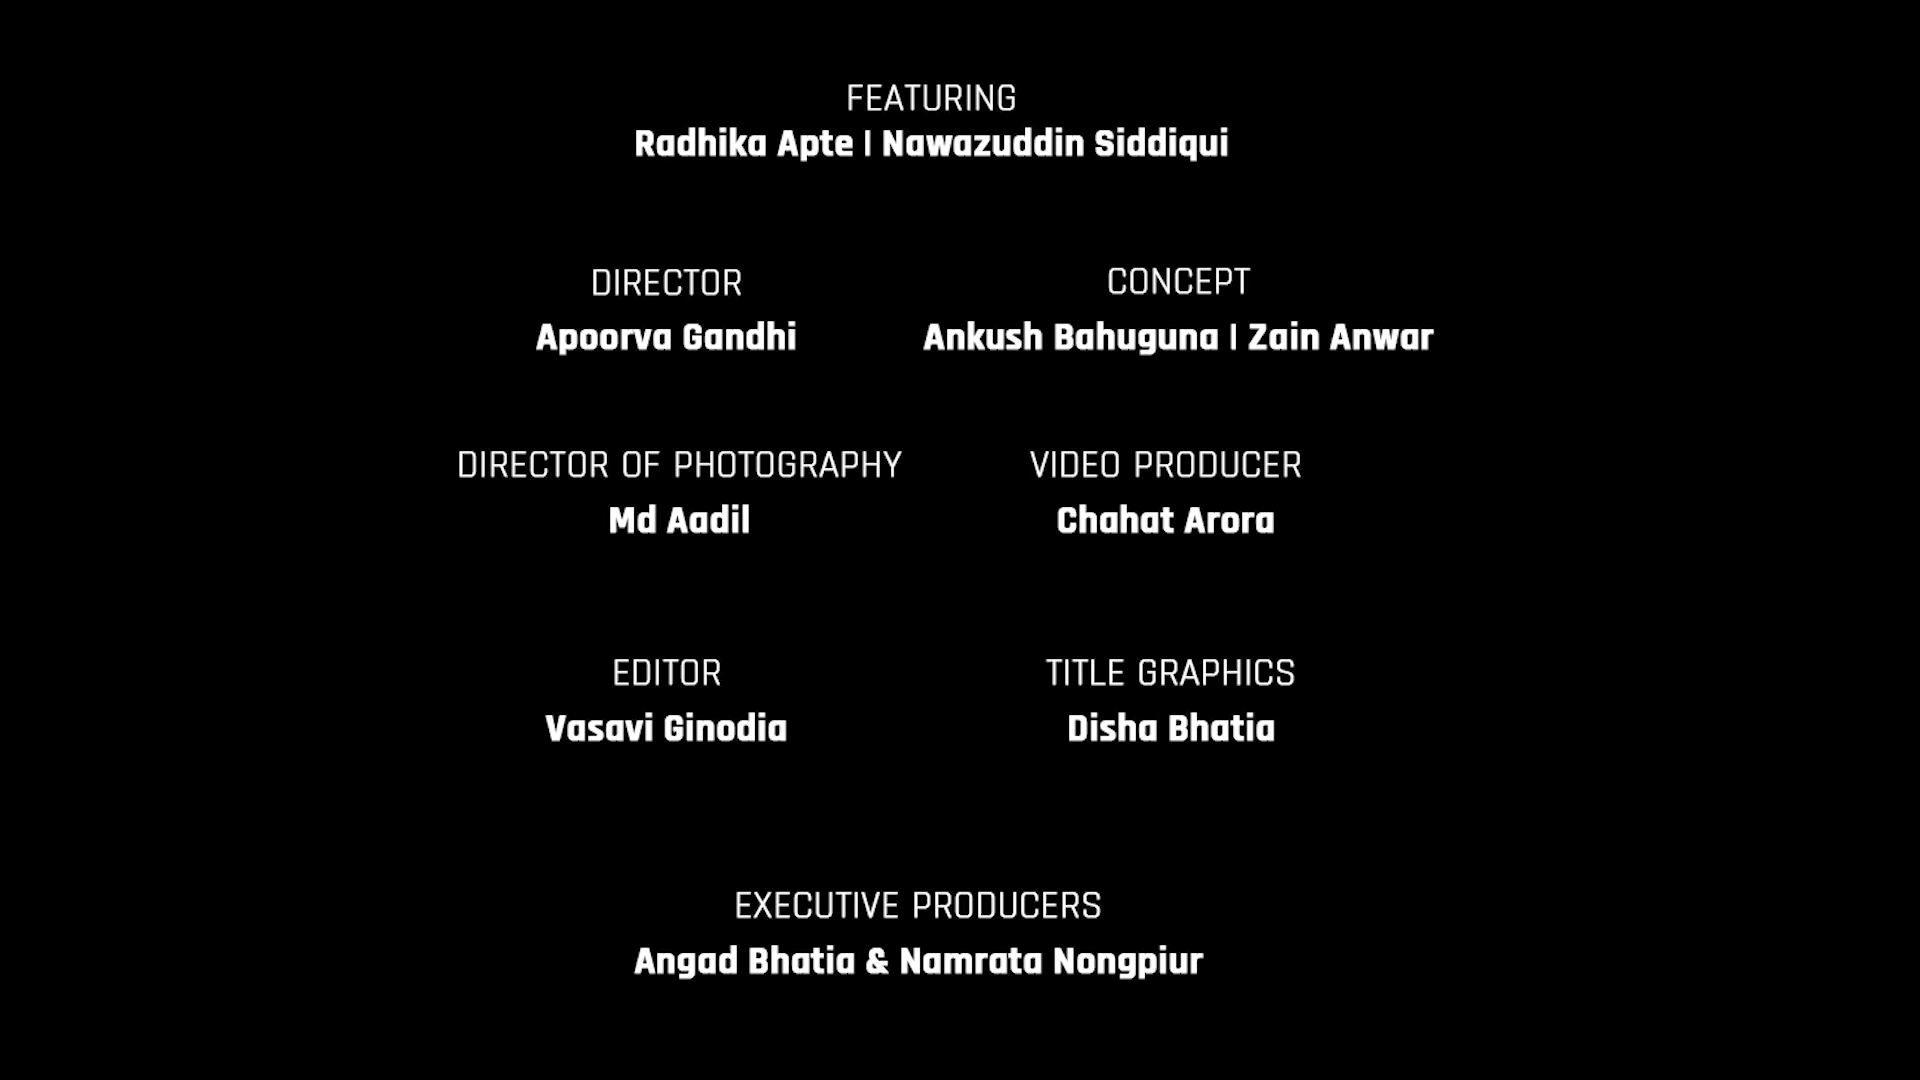 FEATURING
Radhika Apte | Nawazuddin Siddiqui
DIRECTOR
Apoorva Gandhi
CONCEPT
Ankush Bahuguna | Zain Anwar
DIRECTOR OF PHOTOGRAPHY
Md Aadil
VIDEO PRODUCER
Chahat Arora
EDITOR
Vasavi Ginodia
TITLE GRAPHICS
Disha Bhatia
EXECUTIVE PRODUCERS
Angad Bhatia & Namrata Nongpiur